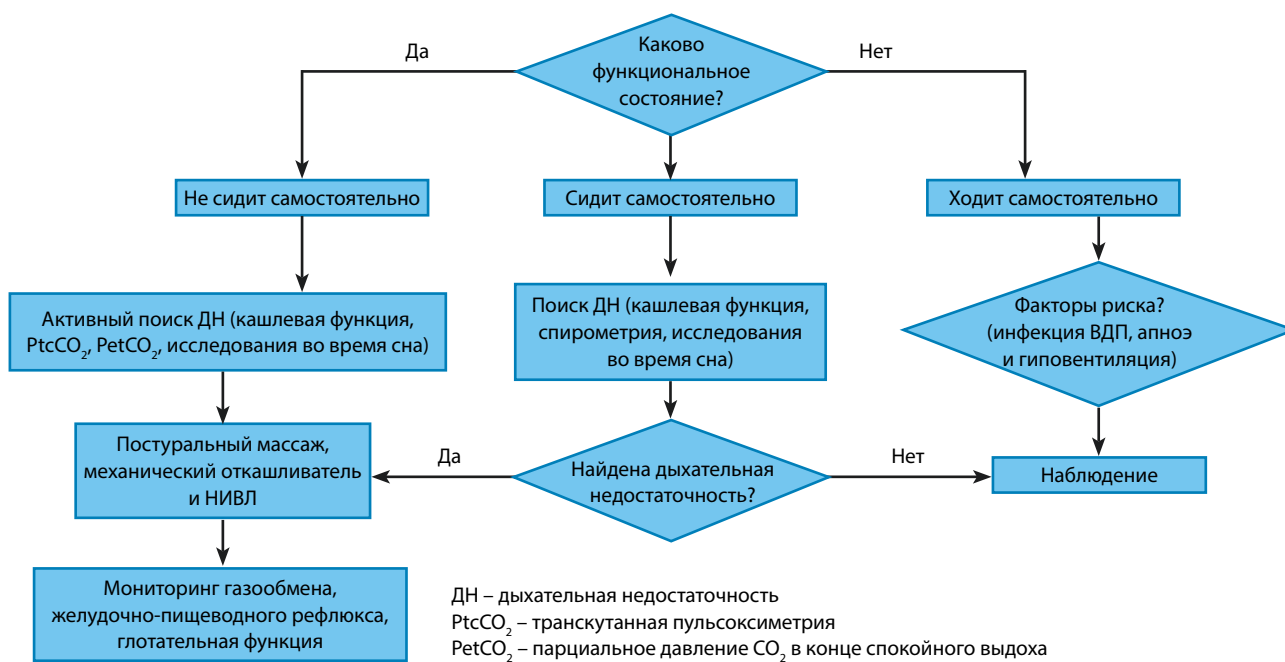 Каково
функциональное
состояние?
Да
Нет
Не сидит самостоятельно
Сидит самостоятельно
Ходит самостоятельно
Активный поиск ДН (кашлевая функция,
PtcCO₂, PetCO₂, исследования во время сна)
Поиск ДН (кашлевая функция,
спирометрия, исследования
во время сна)
Факторы риска?
(инфекция ВДП, апноэ
и гиповентиляция)
Постуральный массаж,
механический откашливатель
и НИВЛ
Да
Найдена дыхательная
недостаточность?
Нет
Наблюдение
Мониторинг газообмена,
желудочно-пищеводного рефлюкса,
глотательная функция
ДН – дыхательная недостаточность
PtcCO₂ – транскутанная пульсоксиметрия
PetCO₂ – парциальное давление CO₂ в конце спокойного выдоха